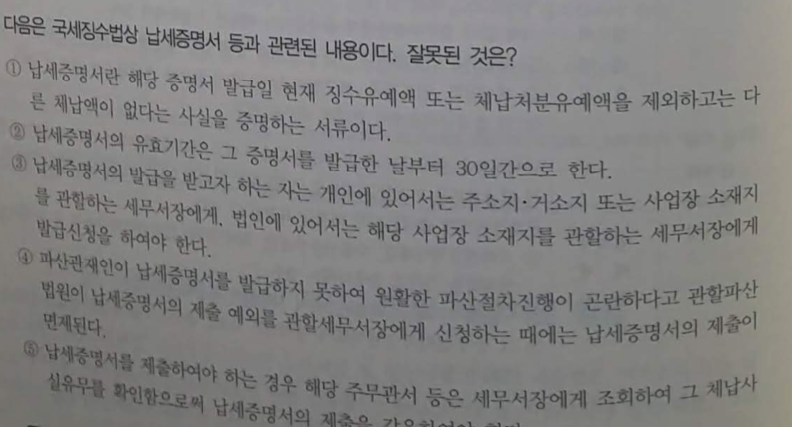 다음은 국세징수법상 납세증명서 등과 관련된 내용이다. 잘못된 것은?
① 납세증명서란 해당 증명서 발급일 현재 징수유예액 또는 체납처분유예액을 제외하고는 다
른 체납액이 없다는 사실을 증명하는 서류이다.
② 납세증명서의 유효기간은 그 증명서를 발급한 날부터 30일간으로 한다.
③ 납세증명서의 발급을 받고자 하는 자는 개인에 있어서는 주소지·거소지 또는 사업장 소재지
를 관할하는 세무서장에게, 법인에 있어서는 해당 사업장 소재지를 관할하는 세무서장에게
발급신청을 하여야 한다.
④ 파산관재인이 납세증명서를 발급하지 못하여 원활한 파산절차진행이 곤란하다고 관할파산
법원이 납세증명서의 제출 예외를 관할세무서장에게 신청하는 때에는 납세증명서의 제출이
면제된다.
⑤ 납세증명서를 제출하여야 하는 경우 해당 주무관서 등은 세무서장에게 조회하여 그 체납사
실유무를 확인함으로써 납세증명서의 제출을